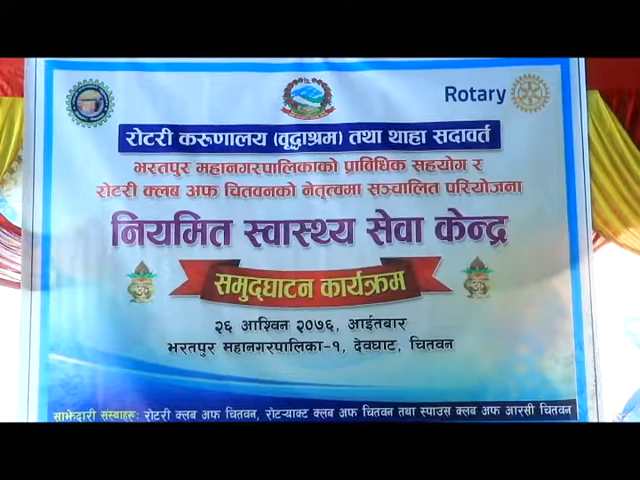 Rotary
रोटरी करूणालय (वृद्धाश्रम) तथा थाहा सदावर्त
भरतपुर महानगरपालिकाको प्राविधिक सहयोग र
रोटरी क्लब अफ चितवनको नेतृत्वमा सञ्चालित परियोजना
नियमित स्वास्थ्य सेवा केन्द्र
समुद्घाटन कार्यक्रम
२६ आश्विन २०७६, आईतबार
भरतपुर महानगरपालिका-१, देवघाट, चितवन
साझेदारी संस्थाहरू: रोटरी क्लब अफ चितवन, रोटर्‍याक्ट क्लब अफ चितवन तथा स्पाउस क्लब अफ आरसी चितवन